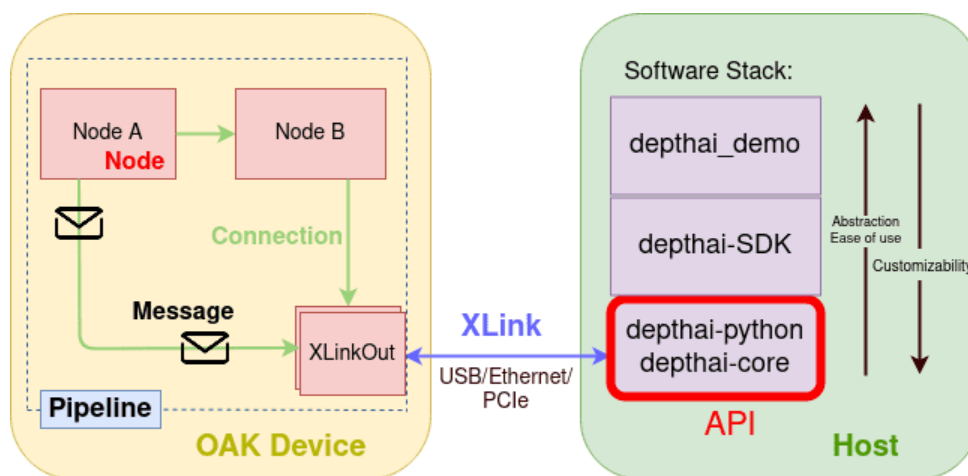 Software Stack:
Node A
Node
Node B
Connection
Message
XLinkOut
Pipeline
OAK Device
XLink
USB/Ethernet/
PCIe
depthai_demo
depthai-SDK
depthai-python
depthai-core
API
Abstraction
Ease of use
Customizability
Host